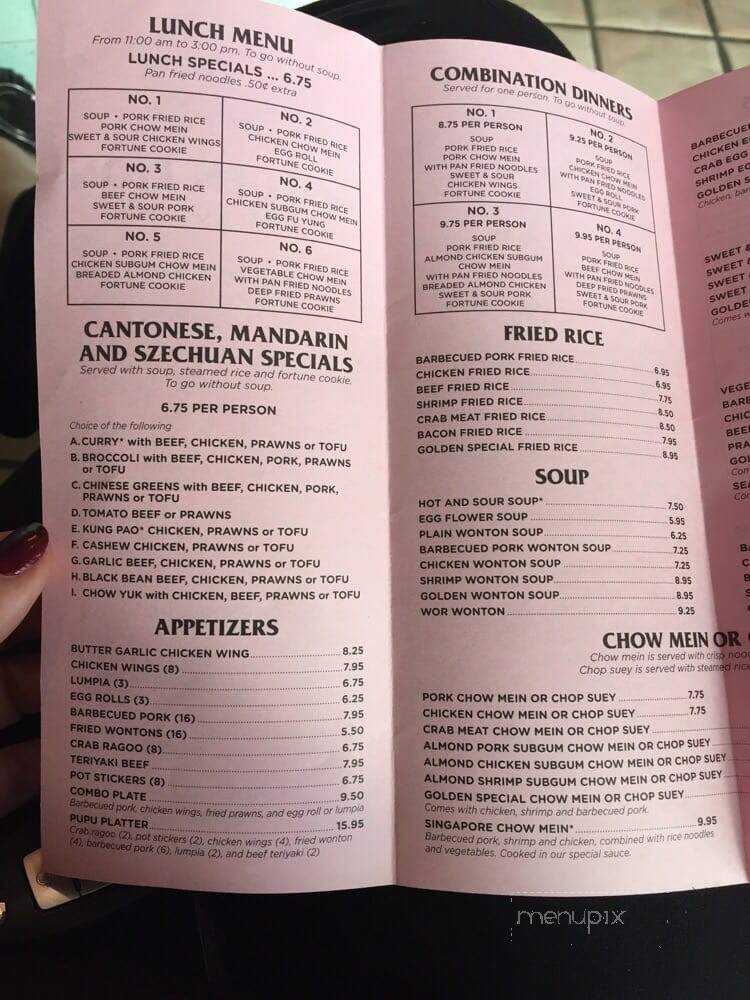 LUNCH MENU
From 11:00 am to 3:00 pm. To go without soup.
LUNCH SPECIALS ... 6.75
Pan fried noodles .50¢ extra
NO. 1
SOUP • PORK FRIED RICE
PORK CHOW MEIN
SWEET & SOUR CHICKEN WINGS
FORTUNE COOKIE
NO. 2
SOUP • PORK FRIED RICE
CHICKEN CHOW MEIN
EGG ROLL
FORTUNE COOKIE
NO. 3
SOUP • PORK FRIED RICE
BEEF CHOW MEIN
SWEET & SOUR PORK
FORTUNE COOKIE
NO. 4
SOUP • PORK FRIED RICE
CHICKEN SUBGUM CHOW MEIN
EGG FU YUNG
FORTUNE COOKIE
NO. 5
SOUP • PORK FRIED RICE
CHICKEN SUBGUM CHOW MEIN
BREADED ALMOND CHICKEN
FORTUNE COOKIE
NO. 6
SOUP • PORK FRIED RICE
VEGETABLE CHOW MEIN
WITH PAN FRIED NOODLES
DEEP FRIED PRAWNS
FORTUNE COOKIE
CANTONESE, MANDARIN
AND SZECHUAN SPECIALS
Served with soup, steamed rice and fortune cookie.
To go without soup.
6.75 PER PERSON
Choice of the following
A. CURRY* with BEEF, CHICKEN, PRAWNS or TOFU
B. BROCCOLI with BEEF, CHICKEN, PORK, PRAWNS
or TOFU
C. CHINESE GREENS with BEEF, CHICKEN, PORK,
PRAWNS or TOFU
D. TOMATO BEEF or PRAWNS
E. KUNG PAO* CHICKEN, PRAWNS or TOFU
F. CASHEW CHICKEN, PRAWNS or TOFU
G. GARLIC BEEF, CHICKEN, PRAWNS or TOFU
H. BLACK BEAN BEEF, CHICKEN, PRAWNS or TOFU
I. CHOW YUK with CHICKEN, BEEF, PRAWNS or TOFU
APPETIZERS
BUTTER GARLIC CHICKEN WING 8.25
CHICKEN WINGS (8) 7.95
LUMPIA (3) 6.75
EGG ROLLS (3) 6.25
BARBECUED PORK (16) 7.95
FRIED WONTONS (16) 5.50
CRAB RAGOO (8) 6.75
TERIYAKI BEEF 7.95
POT STICKERS (8) 6.75
COMBO PLATE 9.50
Barbecued pork, chicken wings, fried prawns, and egg roll or lumpia
PUPU PLATTER 15.95
Crab ragoo (2), pot stickers (2), chicken wings (4), fried wonton
(4), barbecued pork (6), lumpia (2), and beef teriyaki (2)
COMBINATION DINNERS
Served for one person. To go without soup.
NO. 1
8.75 PER PERSON
SOUP
PORK FRIED RICE
PORK CHOW MEIN
WITH PAN FRIED NOODLES
SWEET & SOUR
CHICKEN WINGS
FORTUNE COOKIE
NO. 2
9.25 PER PERSON
SOUP
PORK FRIED RICE
CHICKEN CHOW MEIN
WITH PAN FRIED NOODLES
EGG ROLL
SWEET & SOUR PORK
FORTUNE COOKIE
NO. 3
9.75 PER PERSON
SOUP
PORK FRIED RICE
ALMOND CHICKEN SUBGUM
CHOW MEIN
WITH PAN FRIED NOODLES
BREADED ALMOND CHICKEN
SWEET & SOUR PORK
FORTUNE COOKIE
NO. 4
9.95 PER PERSON
SOUP
PORK FRIED RICE
BEEF CHOW MEIN
WITH PAN FRIED NOODLES
DEEP FRIED PRAWNS
SWEET & SOUR PORK
FORTUNE COOKIE
FRIED RICE
BARBECUED PORK FRIED RICE 6.95
CHICKEN FRIED RICE 6.95
BEEF FRIED RICE 7.75
SHRIMP FRIED RICE 8.50
CRAB MEAT FRIED RICE 8.50
BACON FRIED RICE 7.95
GOLDEN SPECIAL FRIED RICE 8.95
SOUP
HOT AND SOUR SOUP* 7.50
EGG FLOWER SOUP 5.95
PLAIN WONTON SOUP 6.25
BARBECUED PORK WONTON SOUP 7.25
CHICKEN WONTON SOUP 7.25
SHRIMP WONTON SOUP 8.95
GOLDEN WONTON SOUP 8.95
WOR WONTON 9.25
CHOW MEIN OR
Chow mein is served with crisp
Chop suey is served with steamed rice
PORK CHOW MEIN OR CHOP SUEY 7.75
CHICKEN CHOW MEIN OR CHOP SUEY 7.75
CRAB MEAT CHOW MEIN OR CHOP SUEY
ALMOND PORK SUBGUM CHOW MEIN OR CHOP SUEY
ALMOND CHICKEN SUBGUM CHOW MEIN OR CHOP SUEY
ALMOND SHRIMP SUBGUM CHOW MEIN OR CHOP SUEY
GOLDEN SPECIAL CHOW MEIN OR CHOP SUEY
Comes with chicken, shrimp and barbecued pork.
SINGAPORE CHOW MEIN* 9.95
Barbecued pork, shrimp and chicken, combined with rice noodles
and vegetables. Cooked in our special sauce.
BARBECUED
CHICKEN
CRAB EGG
SHRIMP
GOLDEN
Chicken,
SWEET &
SWEET &
SWEET &
SWEET
Comes
menupix